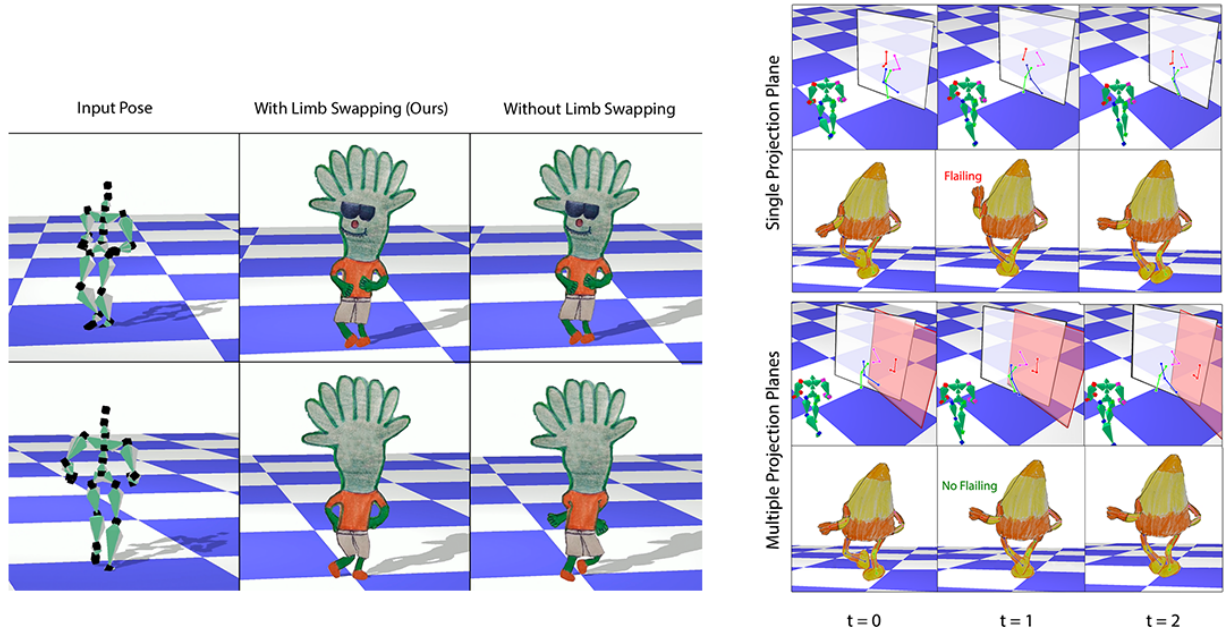 Input Pose
With Limb Swapping (Ours)
Without Limb Swapping
Single Projection Plane
Flailing
Multiple Projection Planes
No Flailing
t = 0
t = 1
t = 2